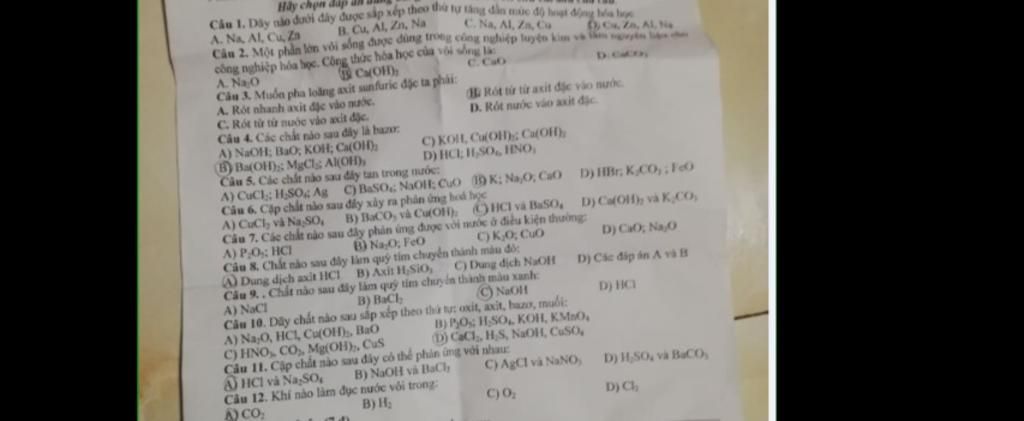 Hãy chọn đáp án đúng
Câu 1. Dãy nào dưới đây được sắp xếp theo thứ tự tăng dần mức độ hoạt động hóa học
A. Na, Al, Cu, Zn B. Cu, Al, Zn, Na C. Na, Al, Zn, Cu D. Cu, Zn, Al, Na
Câu 2. Một phần lớn vôi sống được dùng trong công nghiệp luyện kim và làm nguyên liệu cho
công nghiệp hóa học. Công thức hóa học của vôi sống là:
A. Na₂O B. Ca(OH)₂ C. CaO D. CaCO₃
Câu 3. Muốn pha loãng axit sunfuric đặc ta phải:
A. Rót nhanh axit đặc vào nước. B. Rót từ từ axit đặc vào nước.
C. Rót từ từ nước vào axit đặc. D. Rót nước vào axit đặc.
Câu 4. Các chất nào sau đây là bazơ:
A) NaOH; BaO; KOH; Ca(OH)₂ C) KOH, Cu(OH)₂; Ca(OH)₂
B) Ba(OH)₂; MgCl₂; Al(OH)₃ D) HCl; H₂SO₄, HNO₃
Câu 5. Các chất nào sau đây tan trong nước:
A) CuCl₂; H₂SO₄; Ag C) BaSO₄; NaOH; CuO B) K; Na₂O; CaO D) HBr; K₂CO₃ ; FeO
Câu 6. Cặp chất nào sau đây xảy ra phản ứng hoá học
A) CuCl₂ và Na₂SO₄ B) BaCO₃ và Cu(OH)₂ C) HCl và BaSO₄ D) Ca(OH)₂ và K₂CO₃
Câu 7. Các chất nào sau đây phản ứng được với nước ở điều kiện thường:
A) P₂O₅; HCl B) Na₂O; FeO C) K₂O; CuO D) CaO; Na₂O
Câu 8. Chất nào sau đây làm quỳ tím chuyển thành màu đỏ:
A) Dung dịch axit HCl B) Axit H₂SiO₃ C) Dung dịch NaOH D) Các đáp án A và B
Câu 9. . Chất nào sau đây làm quỳ tím chuyển thành màu xanh:
A) NaCl B) BaCl₂ C) NaOH D) HCl
Câu 10. Dãy chất nào sau sắp xếp theo thứ tự: oxit, axit, bazơ, muối:
A) Na₂O, HCl, Cu(OH)₂, BaO B) P₂O₅; H₂SO₄, KOH, KMnO₄
C) HNO₃, CO₂, Mg(OH)₂, CuS D) CaCl₂, H₂S, NaOH, CuSO₄
Câu 11. Cặp chất nào sau đây có thể phản ứng với nhau:
A) HCl và Na₂SO₄ B) NaOH và BaCl₂ C) AgCl và NaNO₃ D) H₂SO₄ và BaCO₃
Câu 12. Khí nào làm đục nước vôi trong:
A) CO₂ B) H₂ C) O₂ D) Cl₂